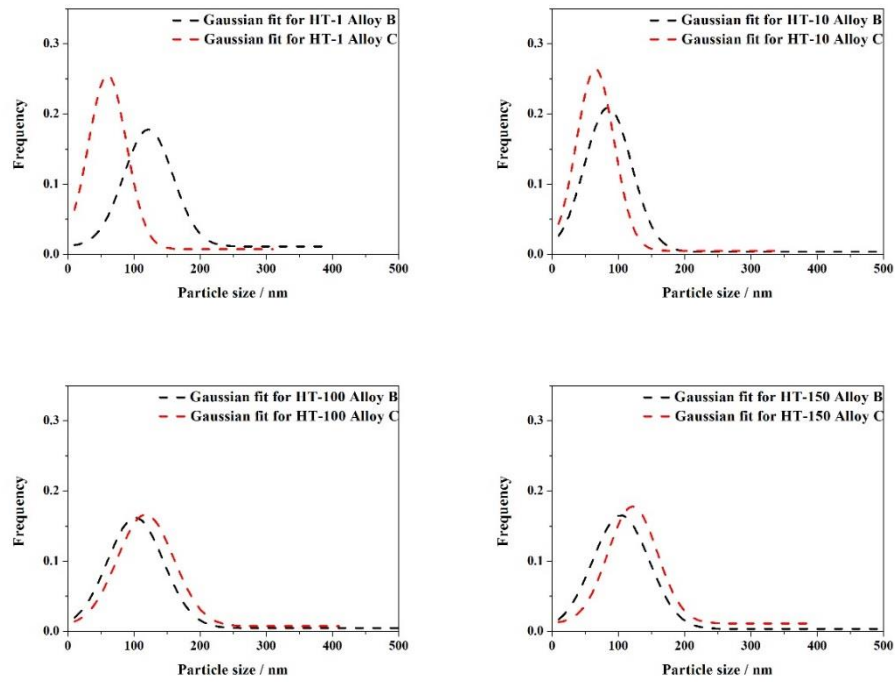 Gaussian fit for HT-1 Alloy B
Gaussian fit for HT-1 Alloy C
0.3
0.2
0.1
0.0
Frequency
0 100 200 300 400 500
Particle size / nm
Gaussian fit for HT-10 Alloy B
Gaussian fit for HT-10 Alloy C
0.3
0.2
0.1
0.0
Frequency
0 100 200 300 400 500
Particle size / nm
Gaussian fit for HT-100 Alloy B
Gaussian fit for HT-100 Alloy C
0.3
0.2
0.1
0.0
Frequency
0 100 200 300 400 500
Particle size / nm
Gaussian fit for HT-150 Alloy B
Gaussian fit for HT-150 Alloy C
0.3
0.2
0.1
0.0
Frequency
0 100 200 300 400 500
Particle size / nm